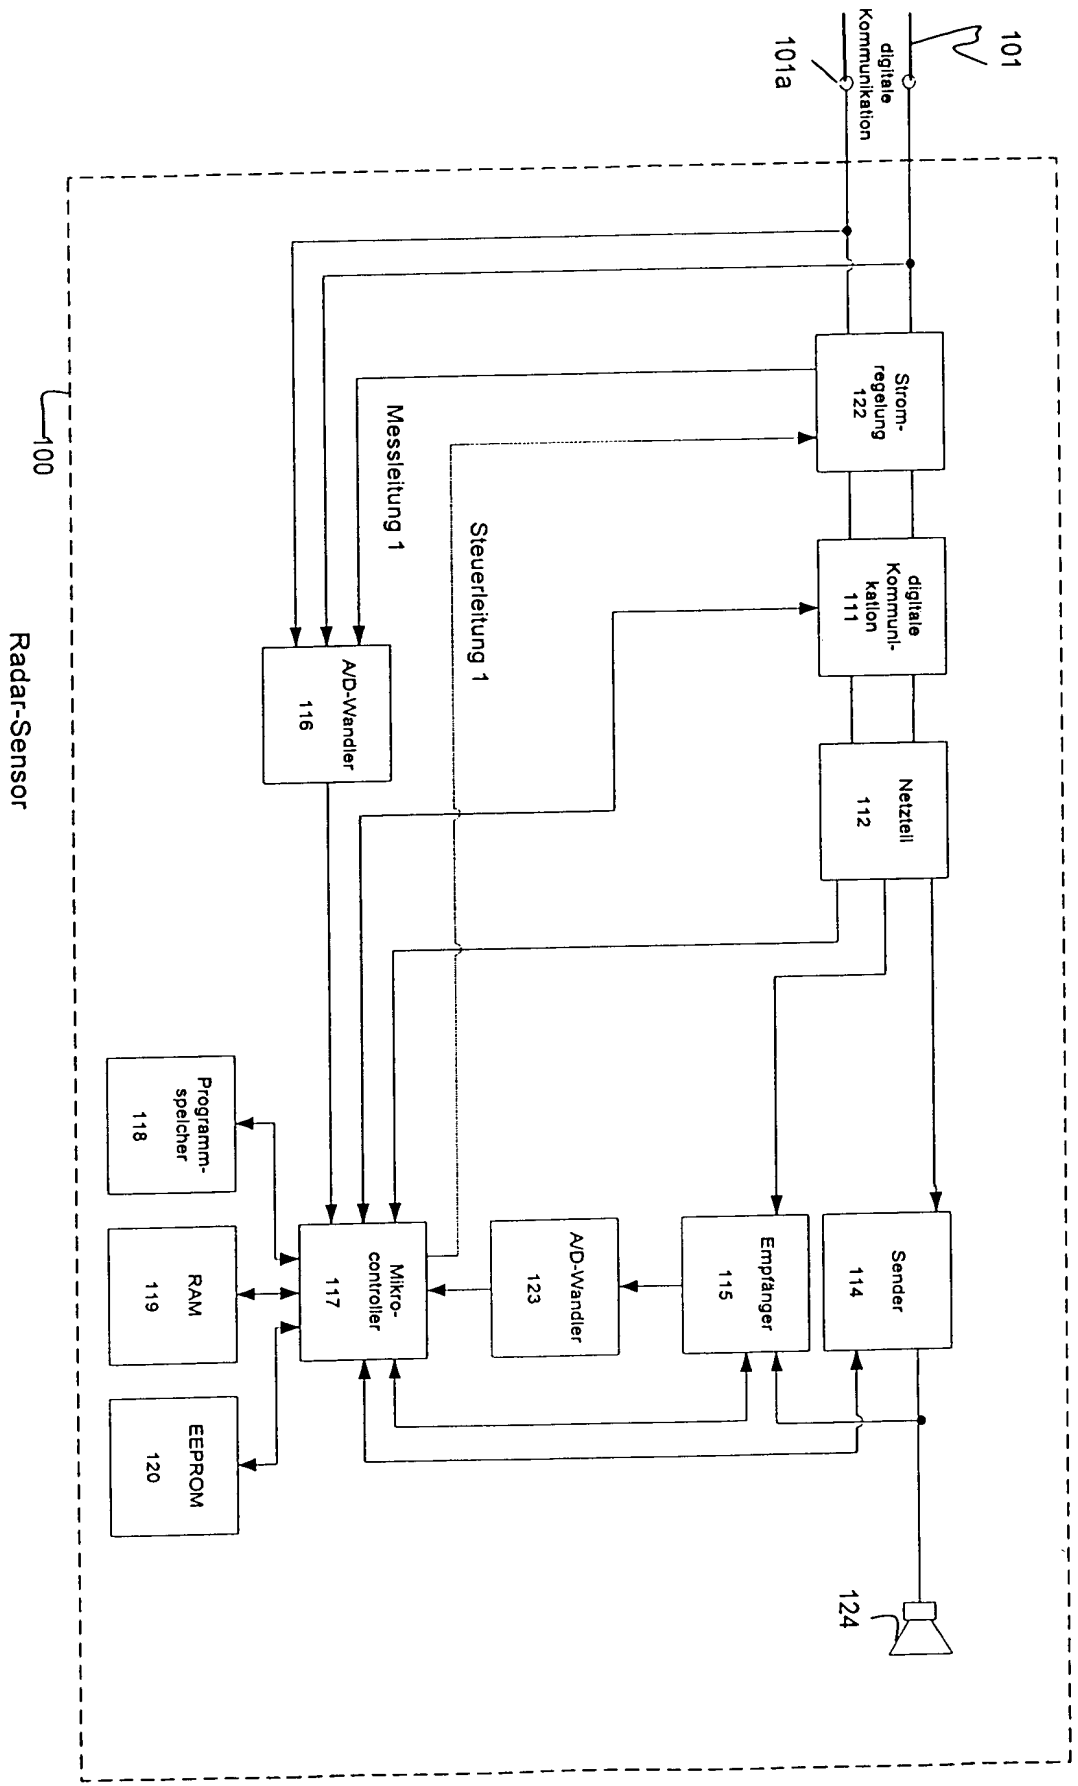 101
digitale
Kommunikation
101a
Strom-
regelung
122
digitale
Kommuni-
kation
111
Netzteil
112
Sender
114
124
Empfänger
115
A/D-Wandler
123
Steuerleitung 1
Messleitung 1
A/D-Wandler
116
Mikro-
controller
117
Programm-
speicher
118
RAM
119
EEPROM
120
100
Radar-Sensor